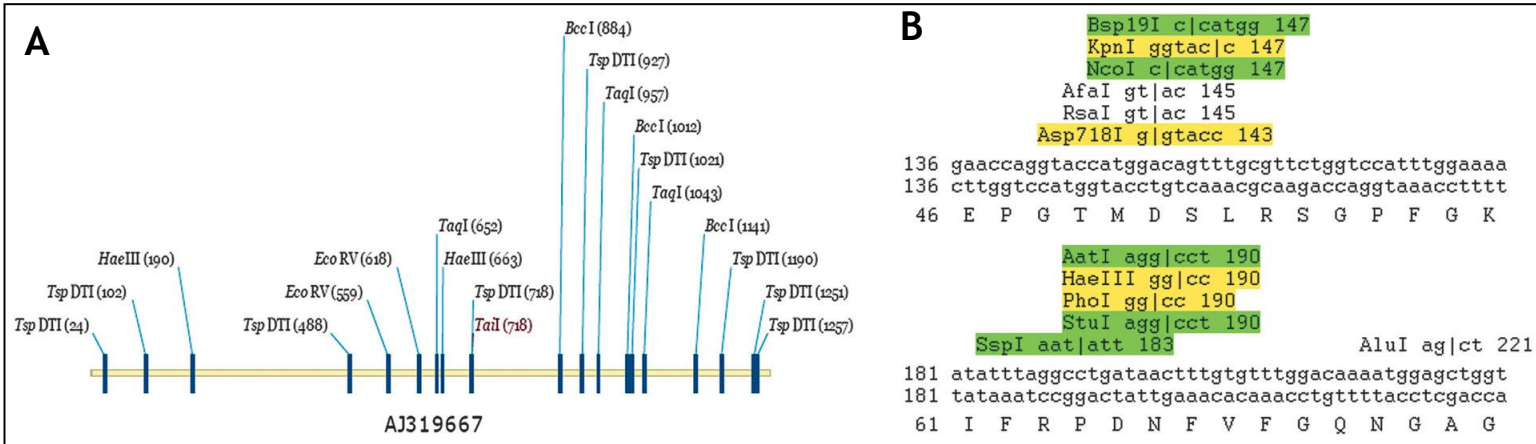 A
BccI (884)
TspDTI (927)
TaqI (957)
BccI (1012)
TspDTI (1021)
TaqI (1043)
TaqI (652)
BccI (1141)
HaeIII (190)
EcoRV (618)
HaeIII (663)
TspDTI (1190)
TspDTI (102)
EcoRV (559)
TspDTI (718)
TspDTI (1251)
TspDTI (24)
TspDTI (488)
TaiI (718)
TspDTI (1257)
AJ319667
B
Bsp19I c|catgg 147
KpnI ggtac|c 147
NcoI c|catgg 147
AfaI gt|ac 145
RsaI gt|ac 145
Asp718I g|gtacc 143
136 gaaccaggtaccatggacagtttgcgttctggtccatttggaaaa
136 cttggtccatggtacctgtcaaacgcaagaccaggtaaacctttt
46 E P G T M D S L R S G P F G K
AatI agg|cct 190
HaeIII gg|cc 190
PhoI gg|cc 190
StuI agg|cct 190
SspI aat|att 183 AluI ag|ct 221
181 atatttaggcctgataactttgtgtttggacaaaatggagctggt
181 tataaatccggactattgaaacacaaacctgttttacctcgacca
61 I F R P D N F V F G Q N G A G